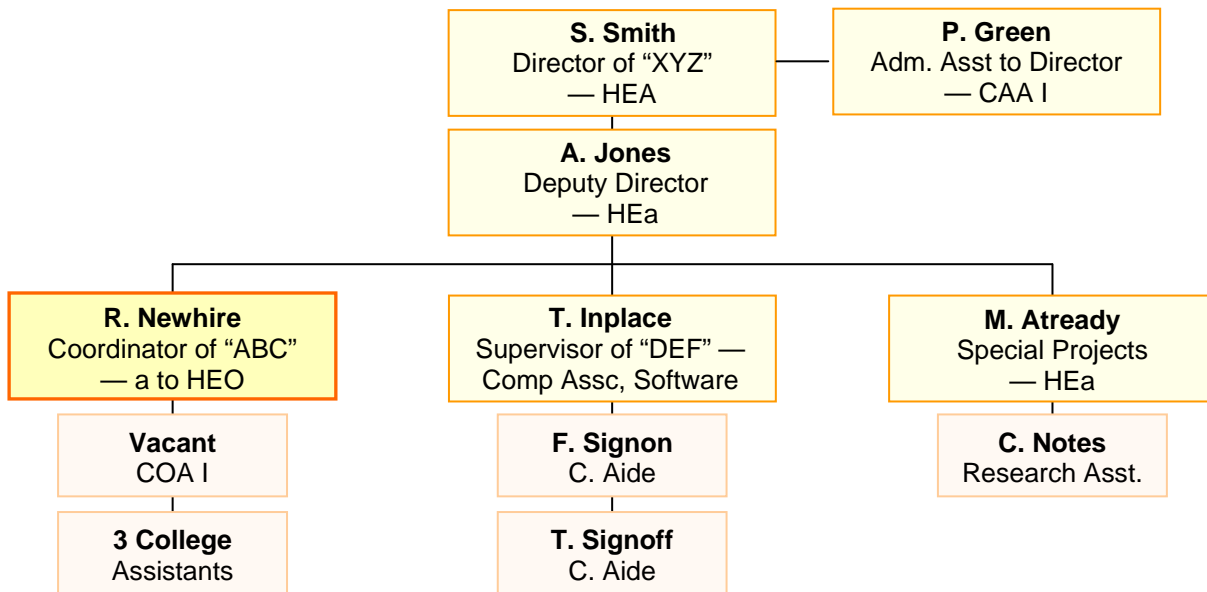 S. Smith
Director of “XYZ”
— HEA
P. Green
Adm. Asst to Director
— CAA I
A. Jones
Deputy Director
— HEa
R. Newhire
Coordinator of “ABC”
— a to HEO
T. Inplace
Supervisor of “DEF” —
Comp Assc, Software
M. Atready
Special Projects
— HEa
Vacant
COA I
F. Signon
C. Aide
C. Notes
Research Asst.
3 College
Assistants
T. Signoff
C. Aide